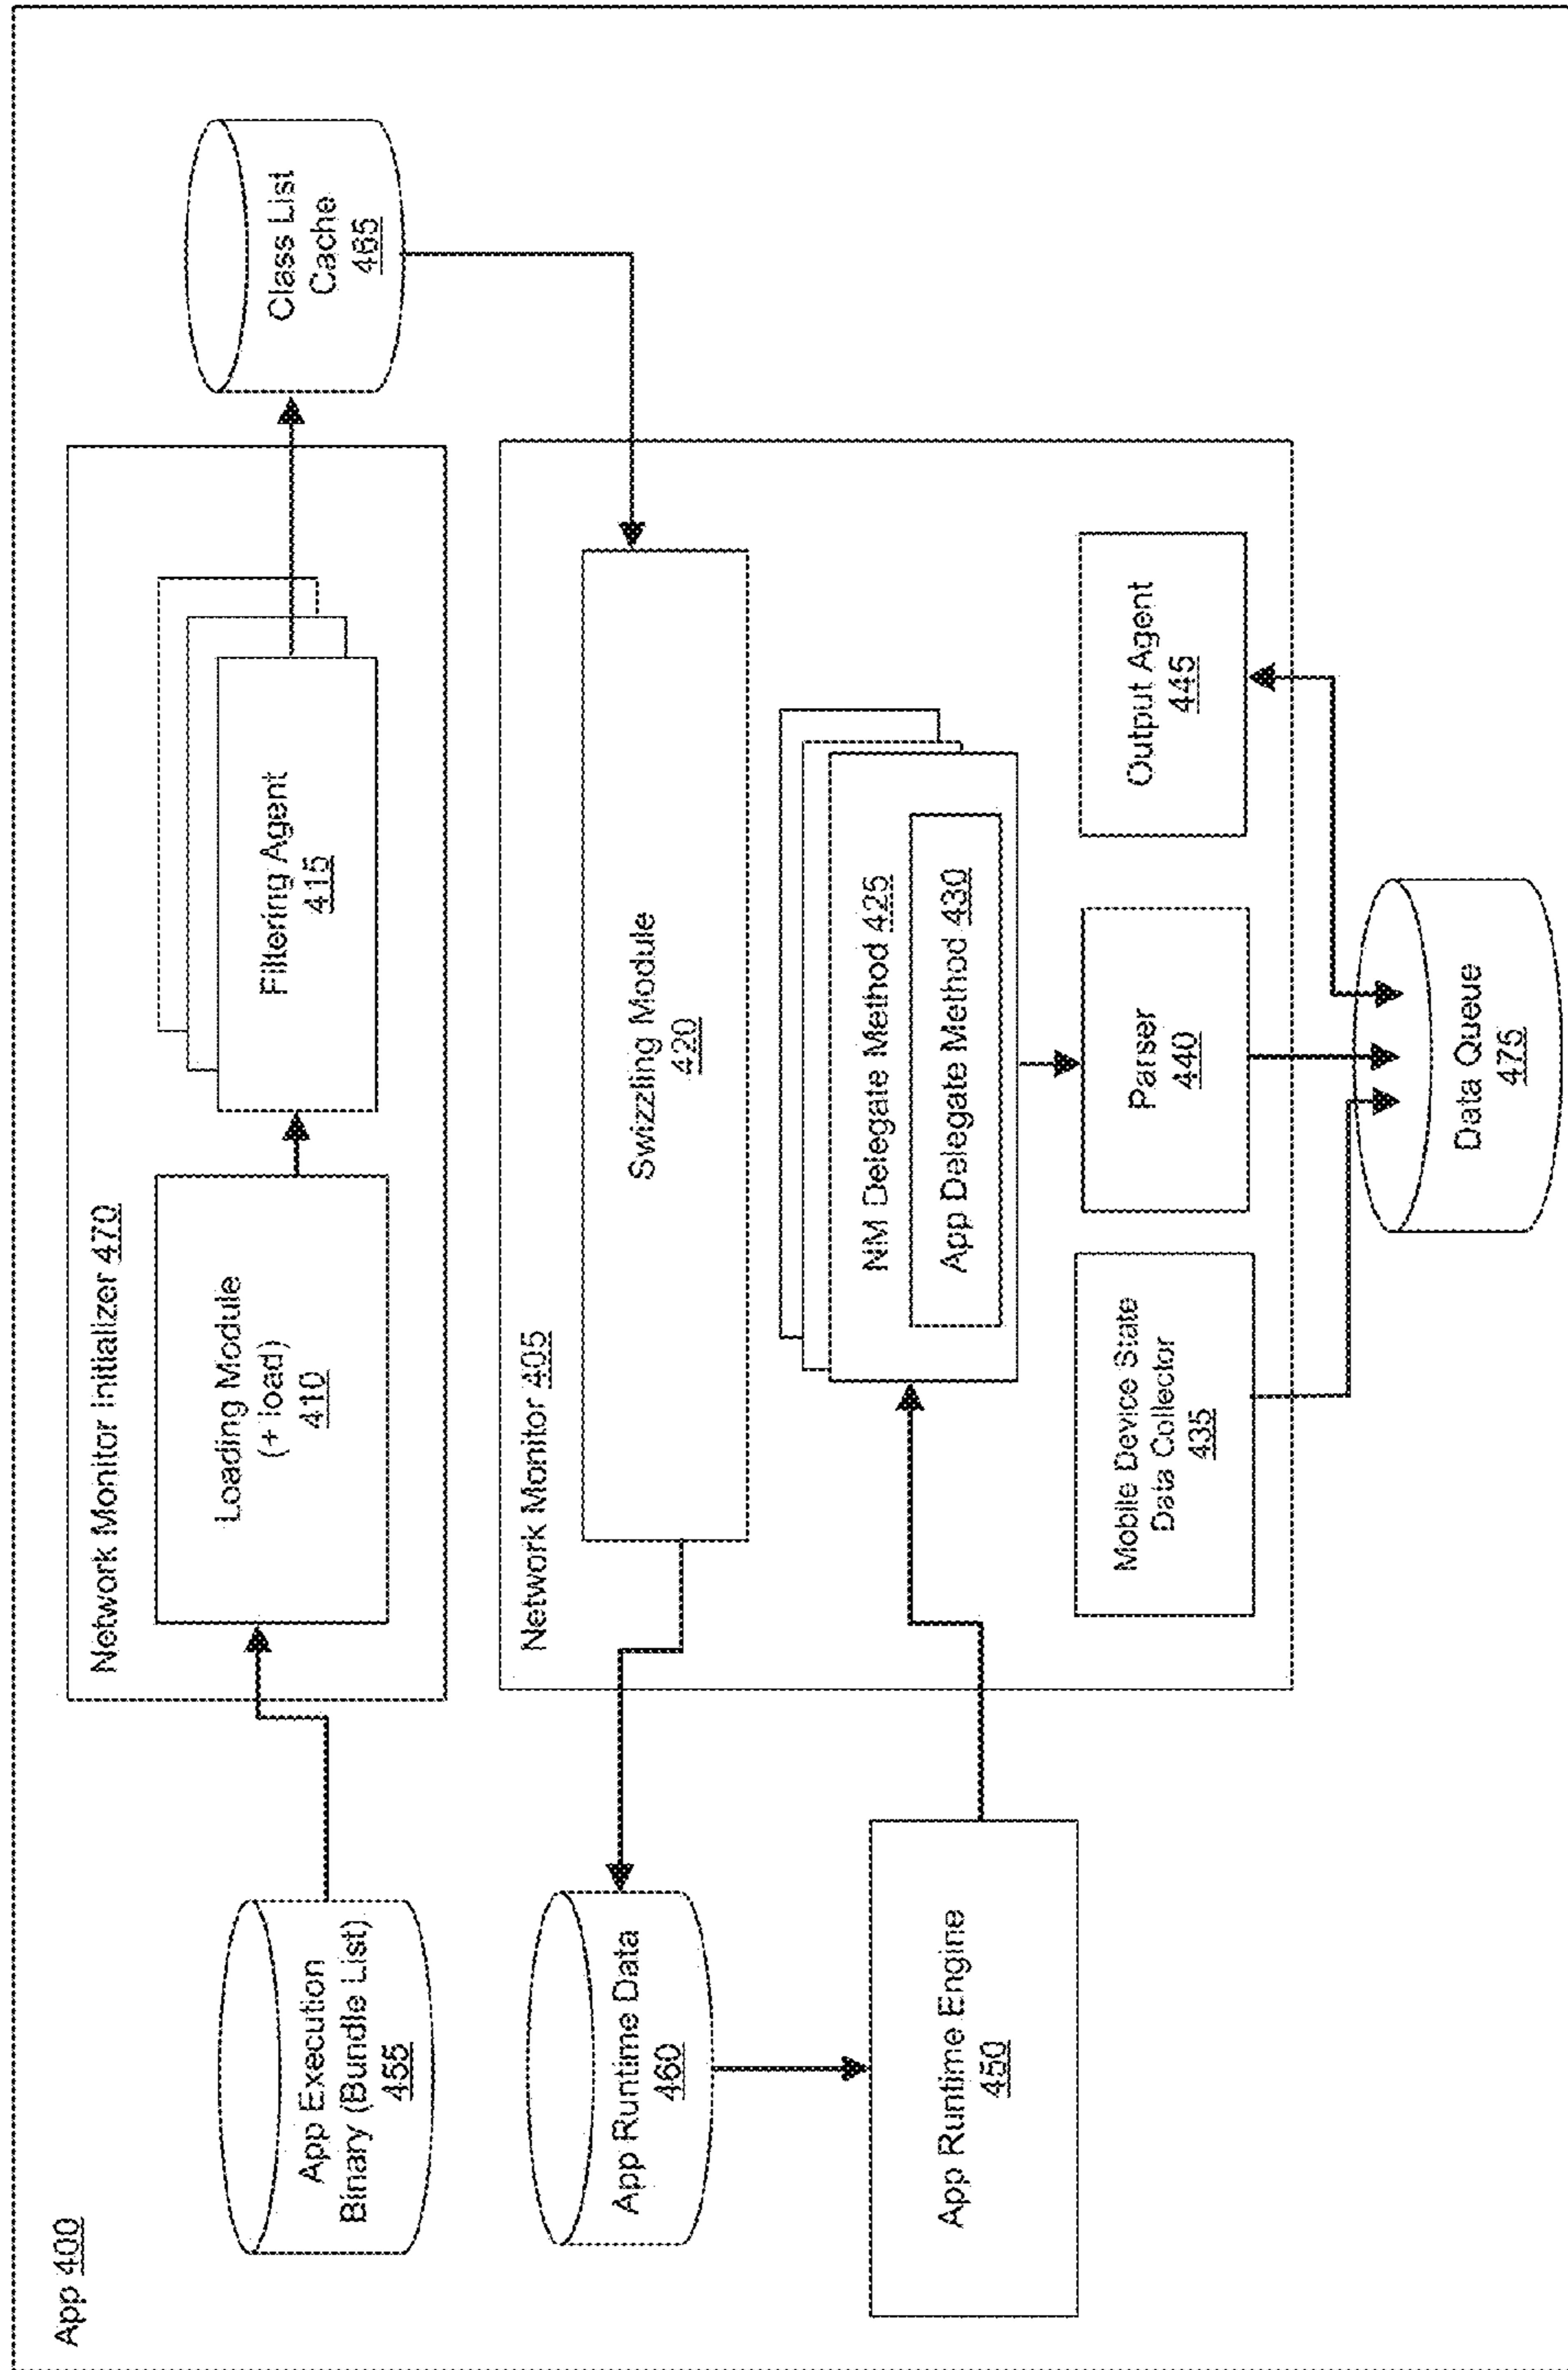 App 400
App Execution
Binary (Bundle List)
455
Network Monitor Initializer 470
Loading Module
(+ load)
410
Filtering Agent
415
Class List
Cache
465
App Runtime Data
460
App Runtime Engine
450
Network Monitor 405
Swizzling Module
420
NM Delegate Method 425
App Delegate Method 430
Mobile Device State
Data Collector
435
Parser
440
Output Agent
445
Data Queue
475